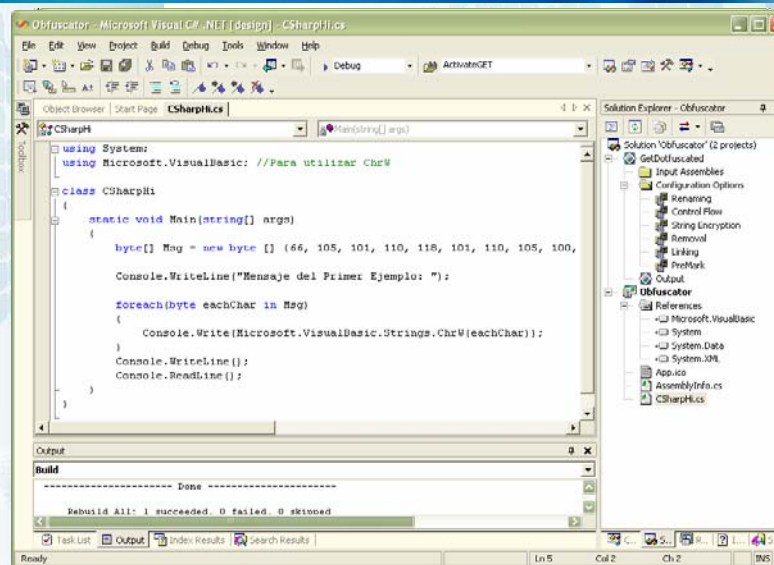 Obfuscator - Microsoft Visual C# .NET [design] - CSharpHi.cs
File Edit View Project Build Debug Tools Window Help
Debug ActivateGET
Object Browser | Start Page CSharpHi.cs
CSharpHi Main(string[] args)
using System;
using Microsoft.VisualBasic; //Para utilizar ChrW
class CSharpHi
{
static void Main(string[] args)
{
byte[] Msg = new byte [] {66, 105, 101, 110, 118, 101, 110, 105, 100,
Console.WriteLine("Mensaje del Primer Ejemplo: ");
foreach(byte eachChar in Msg)
{
Console.Write(Microsoft.VisualBasic.Strings.ChrW(eachChar));
}
Console.WriteLine();
Console.ReadLine();
}
}
Output
Build
---------------------- Done ----------------------
Rebuild All: 1 succeeded, 0 failed, 0 skipped
Task List Output Index Results Search Results
Ready Ln 5 Col 2 Ch 2 INS
Toolbox
Solution Explorer - Obfuscator
Solution 'Obfuscator' (2 projects)
GetDotfuscated
Input Assemblies
Configuration Options
Renaming
Control Flow
String Encryption
Removal
Linking
PreMark
Output
Obfuscator
References
Microsoft.VisualBasic
System
System.Data
System.XML
App.ico
AssemblyInfo.cs
CSharpHi.cs
C... S... R... I... S